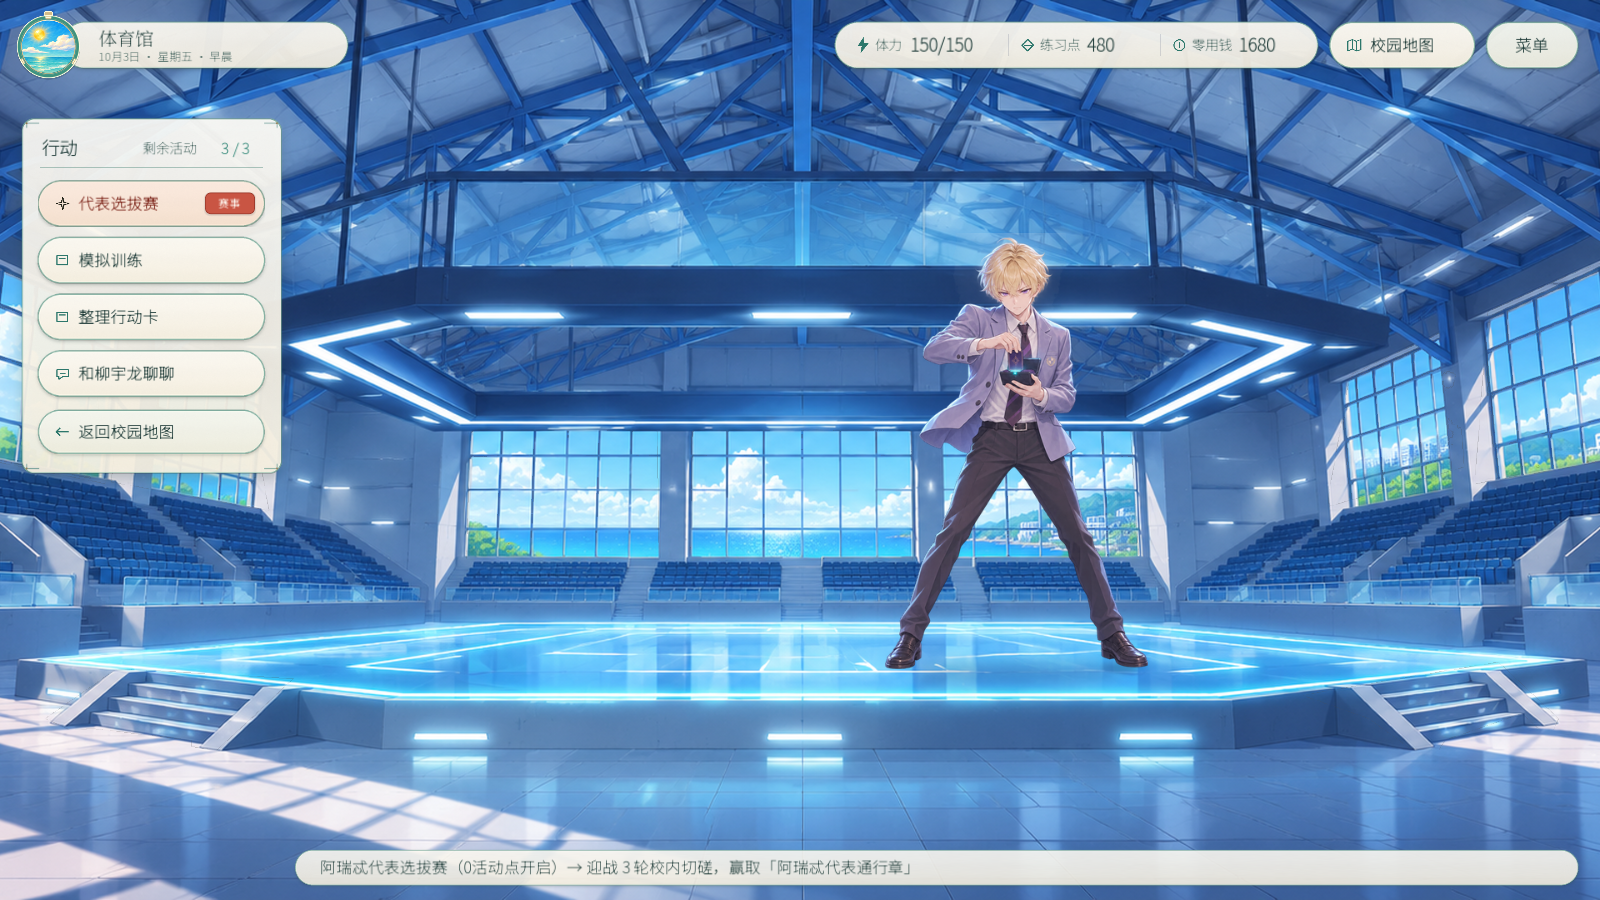 体育馆
10月3日 · 星期五 · 早晨
体力 150/150
练习点 480
零用钱 1680
校园地图
菜单
行动 剩余活动 3 / 3
代表选拔赛 赛事
模拟训练
整理行动卡
和柳宇龙聊聊
← 返回校园地图
阿瑞忒代表选拔赛（0活动点开启）→ 迎战 3 轮校内切磋，赢取「阿瑞忒代表通行章」